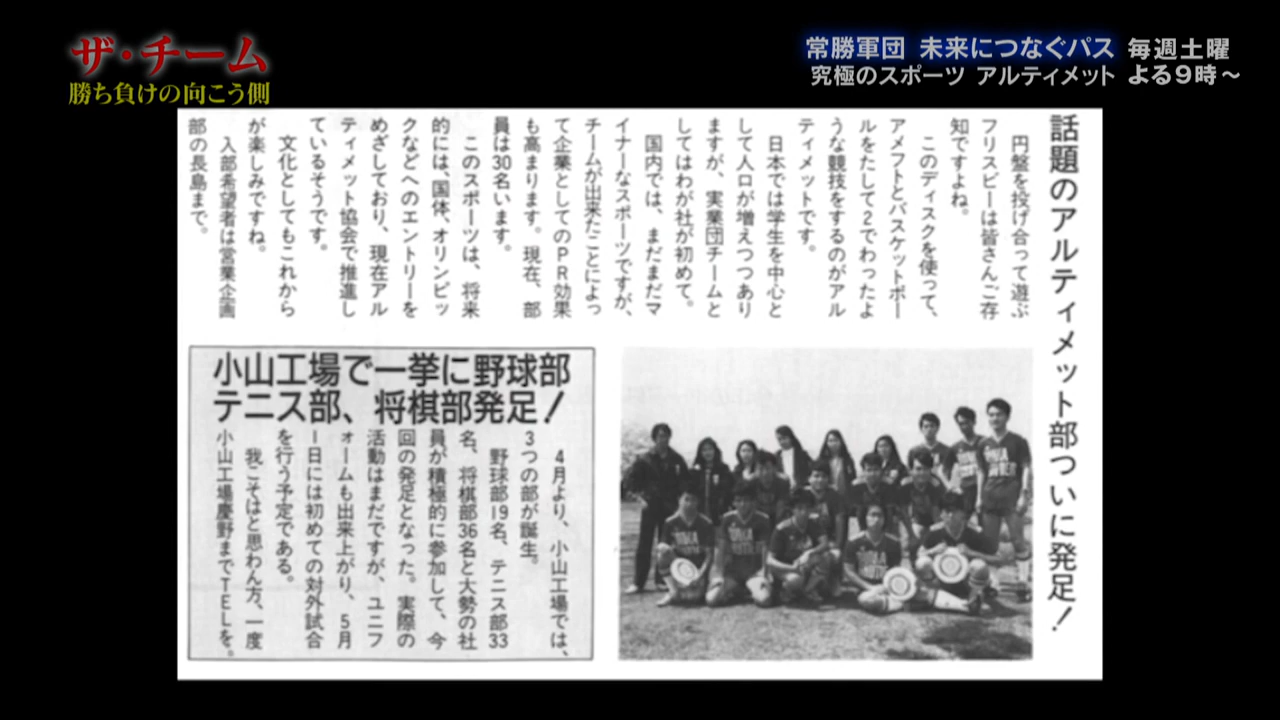 ザ・チーム
勝ち負けの向こう側
常勝軍団 未来につなぐパス 毎週土曜
究極のスポーツ アルティメット よる9時〜
話題のアルティメット部ついに発足!
円盤を投げ合って遊ぶ
フリスビーは皆さんご存
知ですよね。
このディスクを使って、
アメフトとバスケットボー
ルをたして2でわったよ
うな競技をするのがアル
ティメットです。
日本では学生を中心と
して人口が増えつつあり
ますが、実業団チームと
してはわが社が初めて。
国内では、まだまだマ
イナーなスポーツですが、
チームが出来たことによっ
て企業としてのPR効果
も高まります。現在、部
員は30名います。
このスポーツは、将来
的には、国体、オリンピッ
クなどへのエントリーを
めざしており、現在アル
ティメット協会で推進し
ているそうです。
文化としてもこれから
が楽しみですね。
入部希望者は営業企画
部の長島まで。
小山工場で一挙に野球部
テニス部、将棋部発足!
4月より、小山工場では、
3つの部が誕生。
野球部19名、テニス部33
名、将棋部36名と大勢の社
員が積極的に参加して、今
回の発足となった。実際の
活動はまだですが、ユニフ
ォームも出来上がり、5月
1日には初めての対外試合
を行う予定である。
我こそはと思わん方、一度
小山工場慶野までTELを。